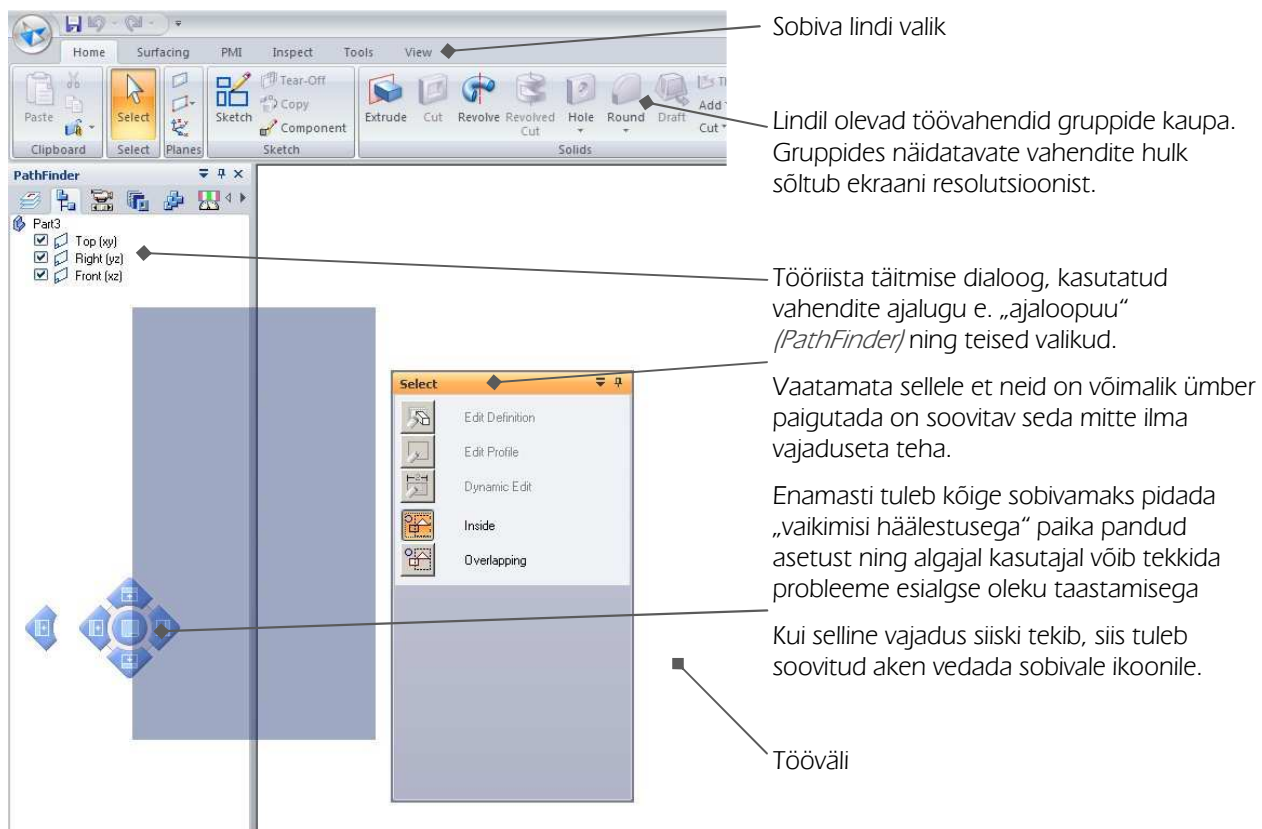 Home Surfacing PMI Inspect Tools View
Paste
Select
Sketch
Tear-Off
Copy
Component
Extrude Cut Revolve Revolved Cut Hole Round Draft
Add
Cut
Clipboard Select Planes Sketch Solids
PathFinder
Part3
Top (xy)
Right (yz)
Front (xz)
Select
Edit Definition
Edit Profile
Dynamic Edit
Inside
Overlapping
Sobiva lindi valik
Lindil olevad töövahendid gruppide kaupa.
Gruppides näidatavate vahendite hulk
sõltub ekraani resolutsioonist.
Tööriista täitmise dialoog, kasutatud
vahendite ajalugu e. „ajaloopuu“
(PathFinder) ning teised valikud.
Vaatamata sellele et neid on võimalik ümber
paigutada on soovitav seda mitte ilma
vajaduseta teha.
Enamasti tuleb kõige sobivamaks pidada
„vaikimisi häälestusega“ paika pandud
asetust ning algajal kasutajal võib tekkida
probleeme esialgse oleku taastamisega
Kui selline vajadus siiski tekib, siis tuleb
soovitud aken vedada sobivale ikoonile.
Tööväli